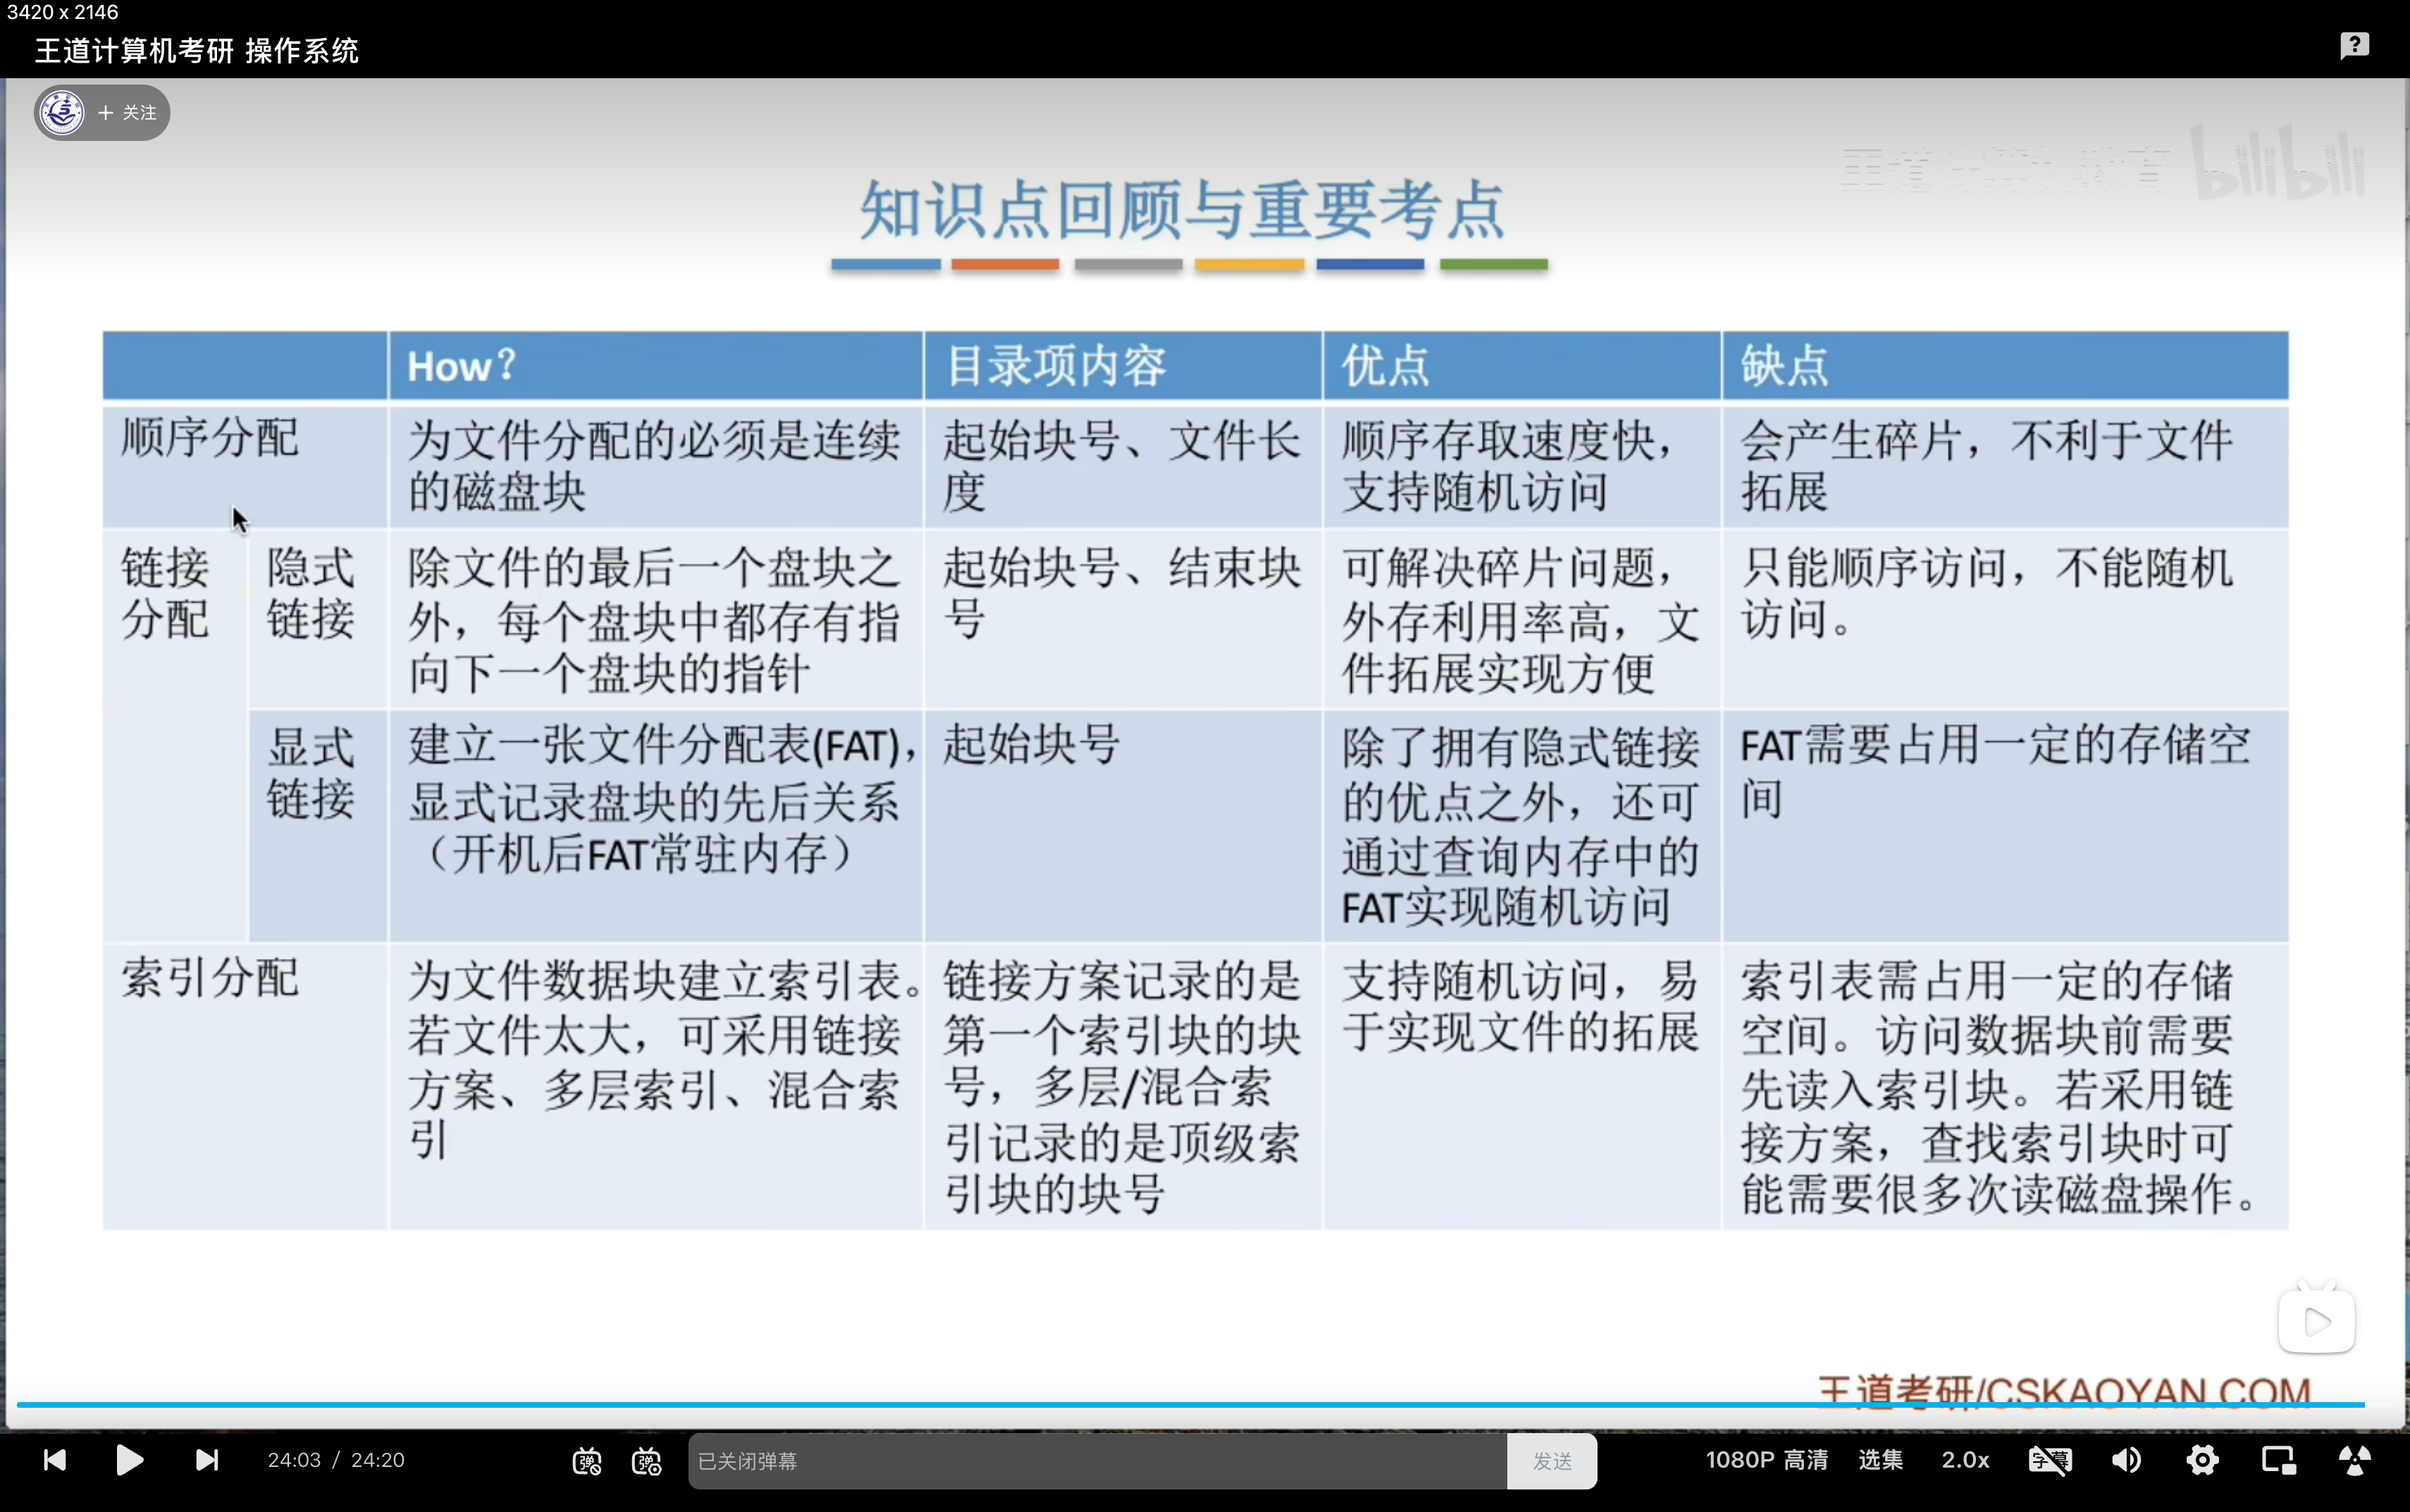 3420 x 2146
王道计算机考研 操作系统
+ 关注
bilibili
知识点回顾与重要考点
How?
目录项内容
优点
缺点
顺序分配
为文件分配的必须是连续
的磁盘块
起始块号、文件长
度
顺序存取速度快，
支持随机访问
会产生碎片，不利于文件
拓展
链接
分配
隐式
链接
除文件的最后一个盘块之
外，每个盘块中都存有指
向下一个盘块的指针
起始块号、结束块
号
可解决碎片问题，
外存利用率高，文
件拓展实现方便
只能顺序访问，不能随机
访问。
显式
链接
建立一张文件分配表(FAT)，
显式记录盘块的先后关系
（开机后FAT常驻内存）
起始块号
除了拥有隐式链接
的优点之外，还可
通过查询内存中的
FAT实现随机访问
FAT需要占用一定的存储空
间
索引分配
为文件数据块建立索引表。
若文件太大，可采用链接
方案、多层索引、混合索
引
链接方案记录的是
第一个索引块的块
号，多层/混合索
引记录的是顶级索
引块的块号
支持随机访问，易
于实现文件的拓展
索引表需占用一定的存储
空间。访问数据块前需要
先读入索引块。若采用链
接方案，查找索引块时可
能需要很多次读磁盘操作。
王道考研/CSKAOYAN.COM
24:03 / 24:20
弹
弹
已关闭弹幕
发送
1080P 高清
选集
2.0x
字幕